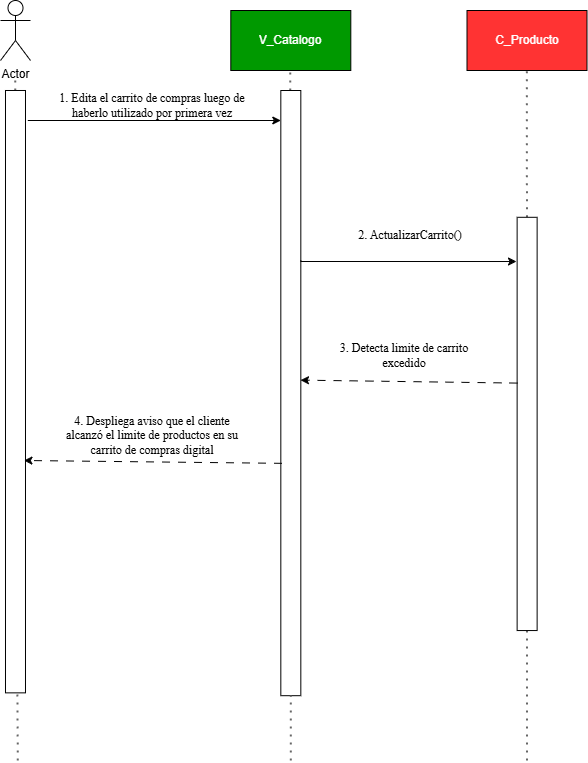 V_Catalogo
C_Producto
Actor
1. Edita el carrito de compras luego de
haberlo utilizado por primera vez
2. ActualizarCarrito()
3. Detecta limite de carrito
excedido
4. Despliega aviso que el cliente
alcanzó el limite de productos en su
carrito de compras digital